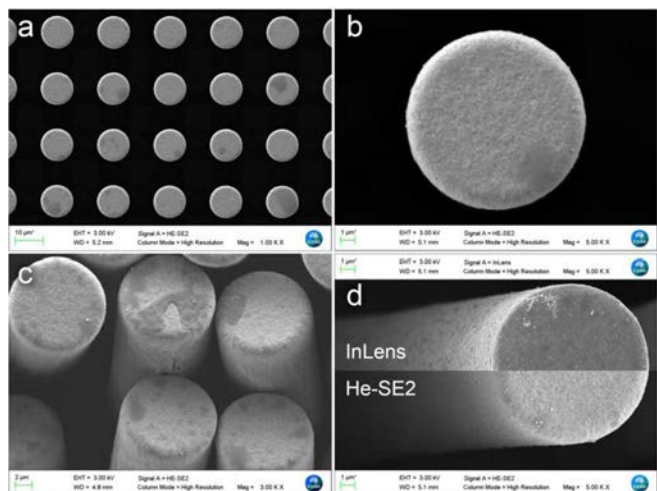 a
10 µm*
EHT = 3.00 kV
WD = 5.2 mm
Signal A = HE-SE2
Column Mode = High Resolution
Mag = 1.00 K X
b
1 µm*
EHT = 3.00 kV
WD = 5.1 mm
Signal A = HE-SE2
Column Mode = High Resolution
Mag = 5.00 K X
c
2 µm
EHT = 3.00 kV
WD = 4.8 mm
Signal A = HE-SE2
Column Mode = High Resolution
Mag = 3.00 K X
1 µm*
EHT = 3.00 kV
WD = 5.1 mm
Signal A = InLens
Column Mode = High Resolution
Mag = 5.00 K X
d
InLens
He-SE2
1 µm*
EHT = 3.00 kV
WD = 5.1 mm
Signal A = HE-SE2
Column Mode = High Resolution
Mag = 5.00 K X